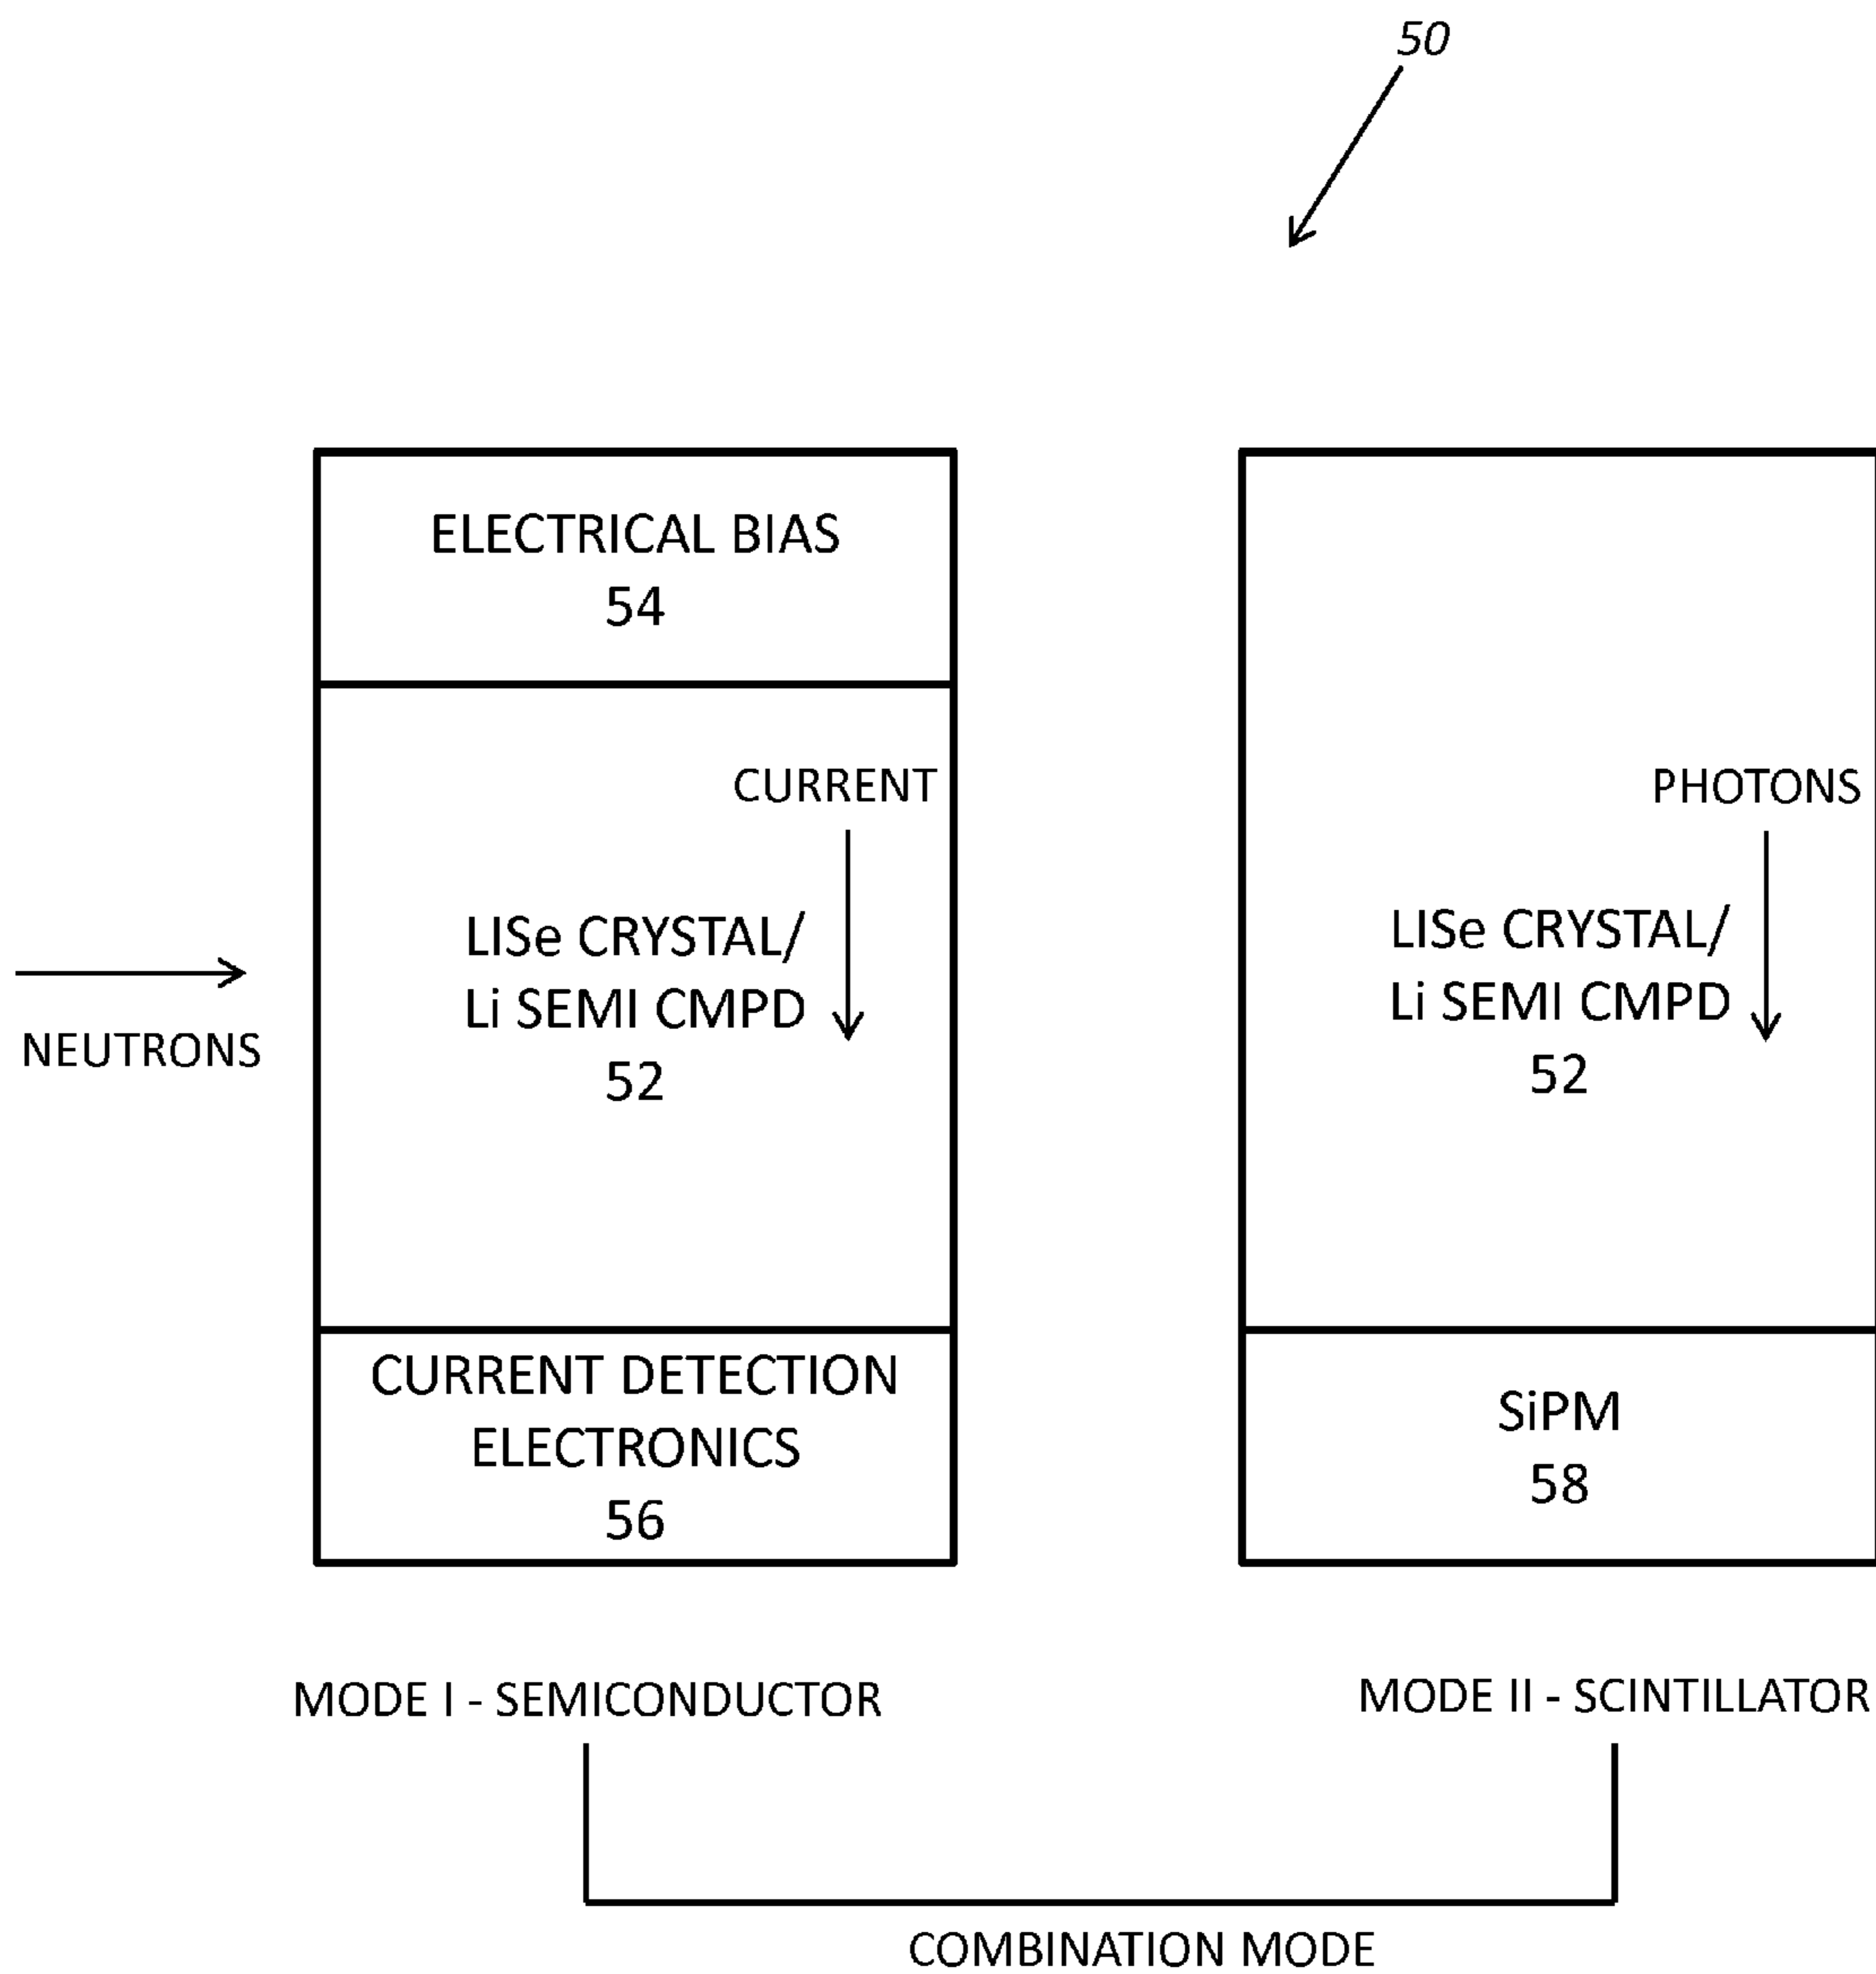 50
ELECTRICAL BIAS
54
CURRENT
LISe CRYSTAL/
Li SEMI CMPD
52
NEUTRONS
CURRENT DETECTION
ELECTRONICS
56
PHOTONS
LISe CRYSTAL/
Li SEMI CMPD
52
SiPM
58
MODE I - SEMICONDUCTOR
MODE II - SCINTILLATOR
COMBINATION MODE